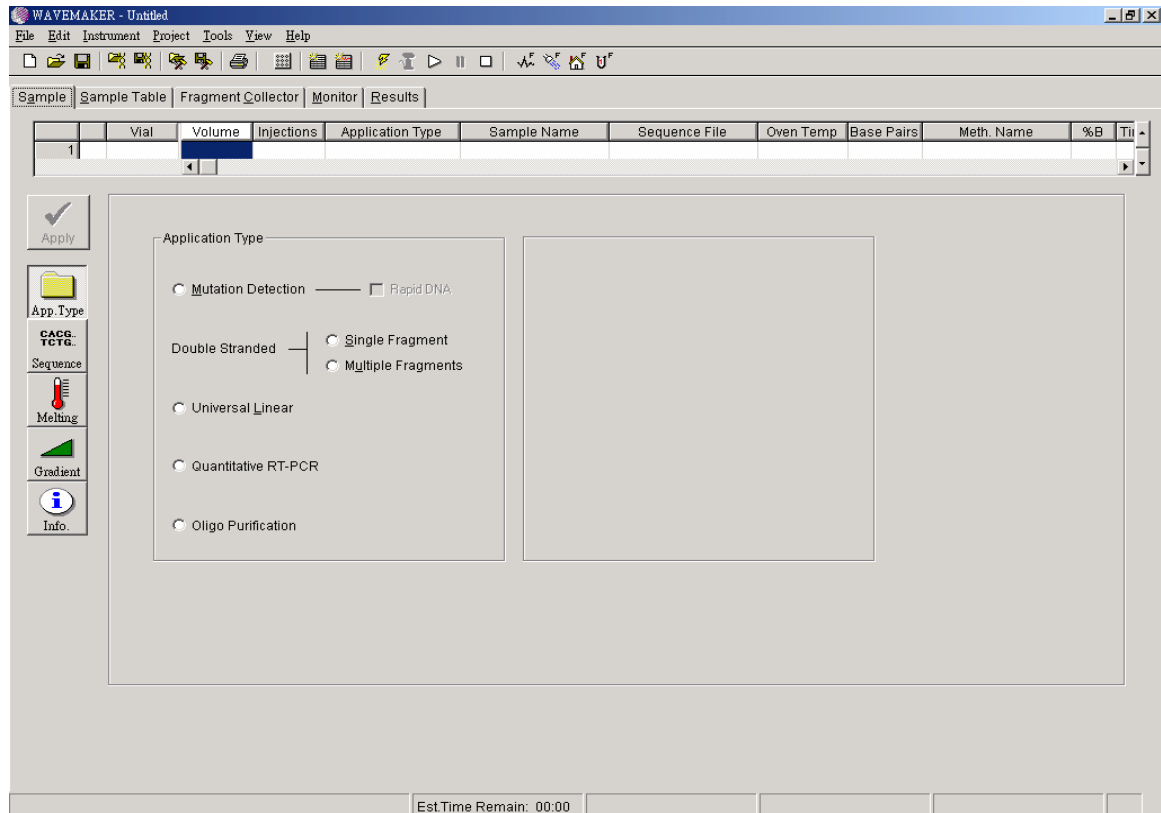 WAVEMAKER - Untitled
File Edit Instrument Project Tools View Help
Sample Sample Table Fragment Collector Monitor Results
Vial Volume Injections Application Type Sample Name Sequence File Oven Temp Base Pairs Meth. Name %B
1
Apply
Application Type
Mutation Detection Rapid DNA
App.Type
CACG..
TCTG..
Double Stranded Single Fragment
Multiple Fragments
Sequence
Universal Linear
Melting
Quantitative RT-PCR
Gradient
Oligo Purification
Info.
Est.Time Remain: 00:00